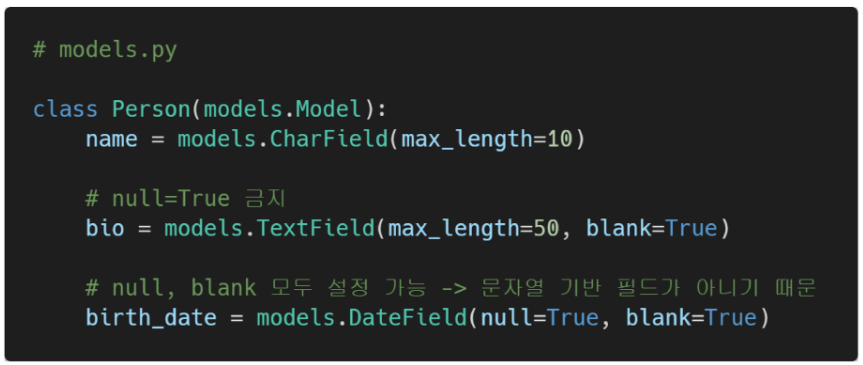 # models.py
class Person(models.Model):
    name = models.CharField(max_length=10)
    # null=True 금지
    bio = models.TextField(max_length=50, blank=True)
    # null, blank 모두 설정 가능 -> 문자열 기반 필드가 아니기 때문
    birth_date = models.DateField(null=True, blank=True)